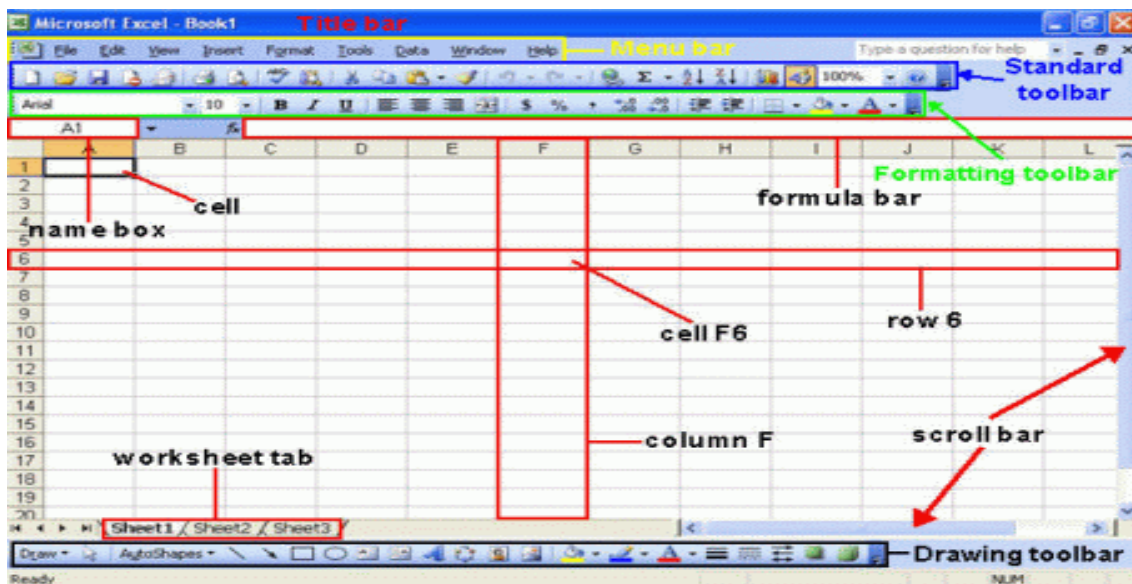 Microsoft Excel - Book1 Title bar
File Edit View Insert Format Tools Data Window Help Menu bar Type a question for help
100% Standard toolbar
Arial 10 B I U $ % , A
A1 fx
A B C D E F G H I J K L
1
Formatting toolbar
2
cell
formula bar
3
4
name box
5
6
7
8
9
row 6
10
cell F6
11
12
13
14
15
scroll bar
16
column F
17
worksheet tab
18
19
20
Sheet1 / Sheet2 / Sheet3 /
Draw AutoShapes A Drawing toolbar
Ready NUM